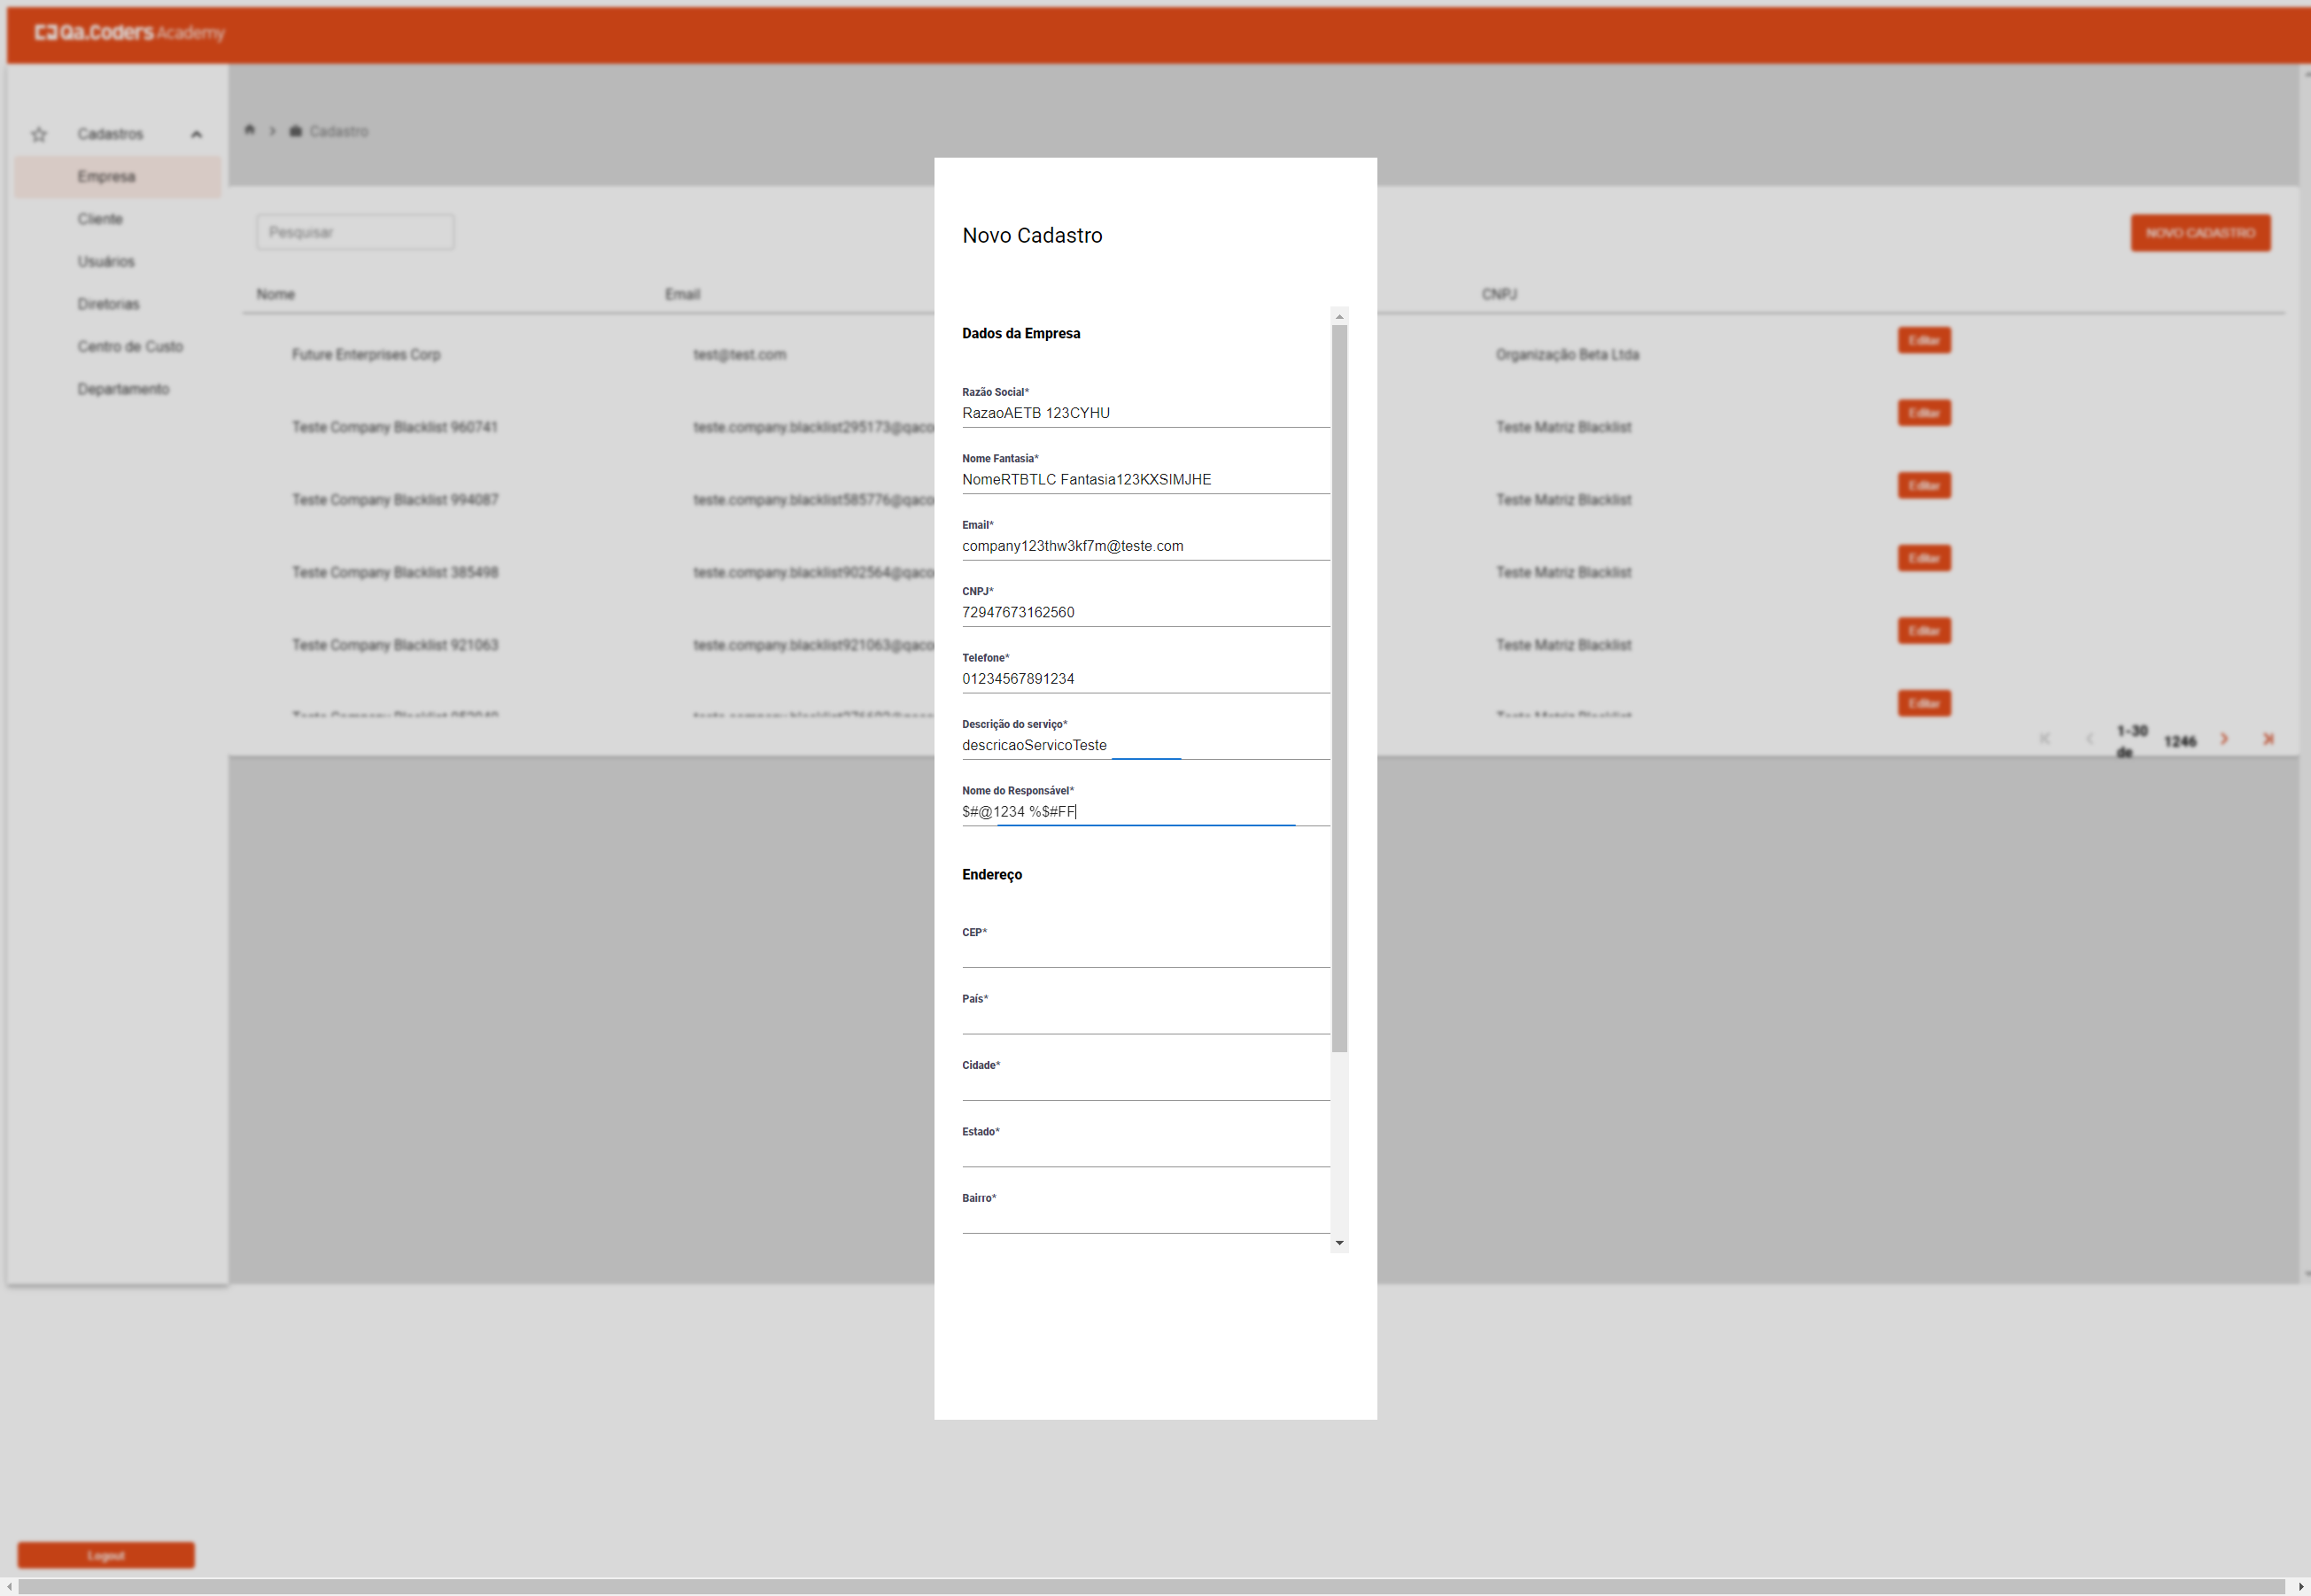 Qa.Coders Academy
Cadastros
Empresa
Cliente
Usuários
Diretorias
Centro de Custo
Departamento
Logout
Cadastro
Pesquisar
NOVO CADASTRO
Nome Email CNPJ
Future Enterprises Corp test@test.com Organização Beta Ltda Editar
Teste Company Blacklist 960741 teste.company.blacklist295173@qaco Teste Matriz Blacklist Editar
Teste Company Blacklist 994087 teste.company.blacklist585776@qaco Teste Matriz Blacklist Editar
Teste Company Blacklist 385498 teste.company.blacklist902564@qaco Teste Matriz Blacklist Editar
Teste Company Blacklist 921063 teste.company.blacklist921063@qaco Teste Matriz Blacklist Editar
Teste Company Blacklist Teste Matriz Blacklist Editar
1-30
de
1246
Novo Cadastro
Dados da Empresa
Razão Social*
RazaoAETB 123CYHU
Nome Fantasia*
NomeRTBTLC Fantasia123KXSIMJHE
Email*
company123thw3kf7m@teste.com
CNPJ*
72947673162560
Telefone*
01234567891234
Descrição do serviço*
descricaoServicoTeste
Nome do Responsável*
$#@1234 %$#FF
Endereço
CEP*
País*
Cidade*
Estado*
Bairro*